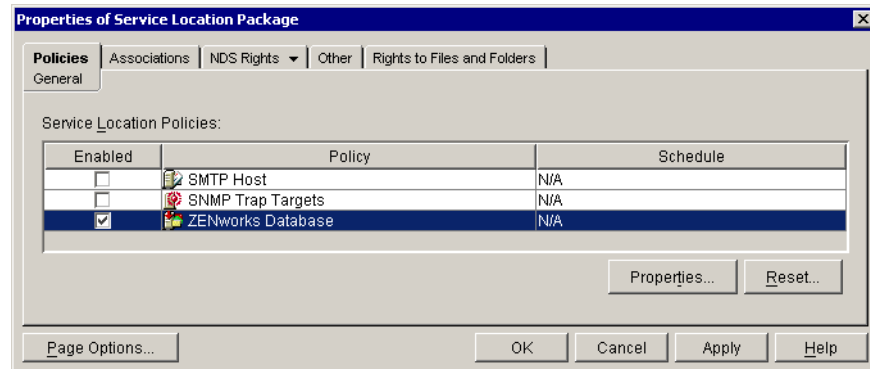 Properties of Service Location Package
Policies Associations NDS Rights Other Rights to Files and Folders
General
Service Location Policies:
Enabled Policy Schedule
SMTP Host N/A
SNMP Trap Targets N/A
ZENworks Database N/A
Properties... Reset...
Page Options... OK Cancel Apply Help